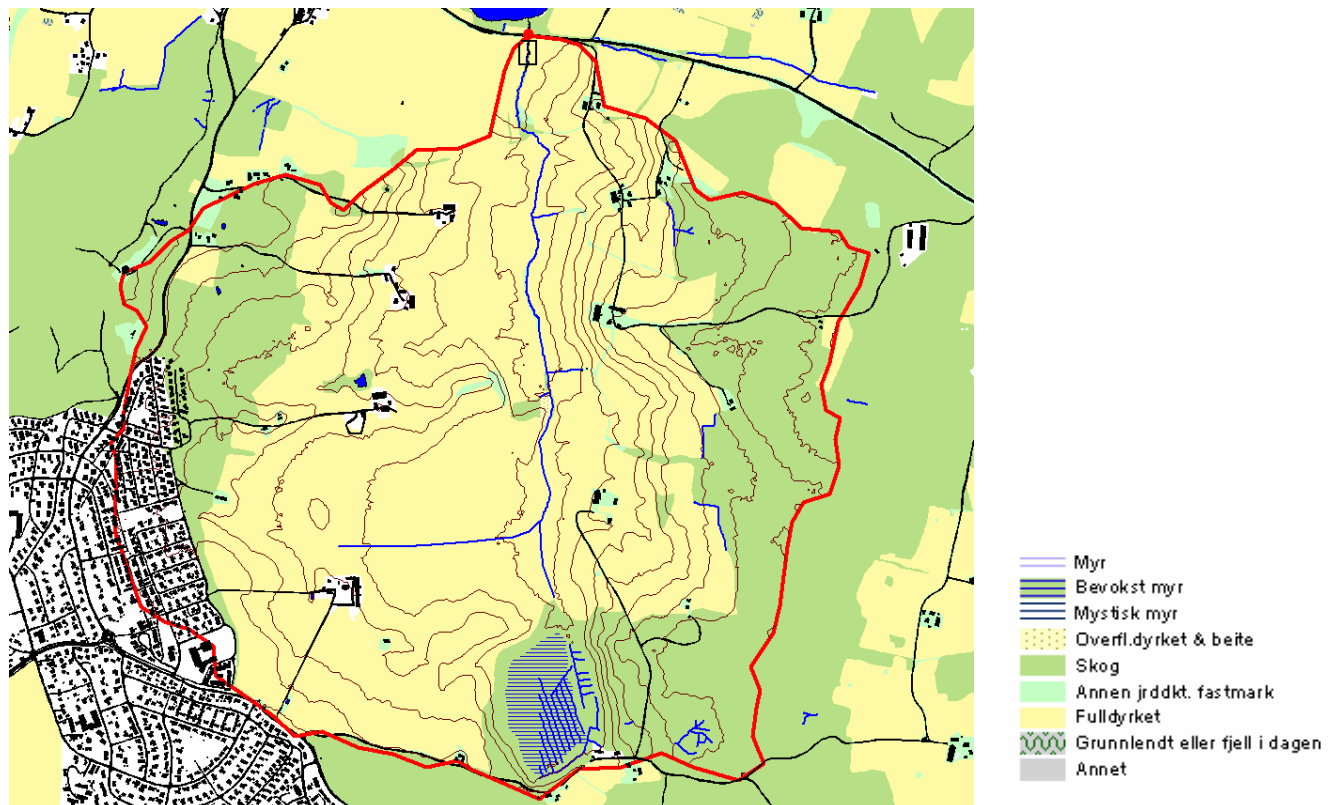 Myr
Bevokst myr
Mystisk myr
Overfl.dyrket & beite
Skog
Annen jrddkt. fastmark
Fulldyrket
Grunnlendt eller fjell i dagen
Annet